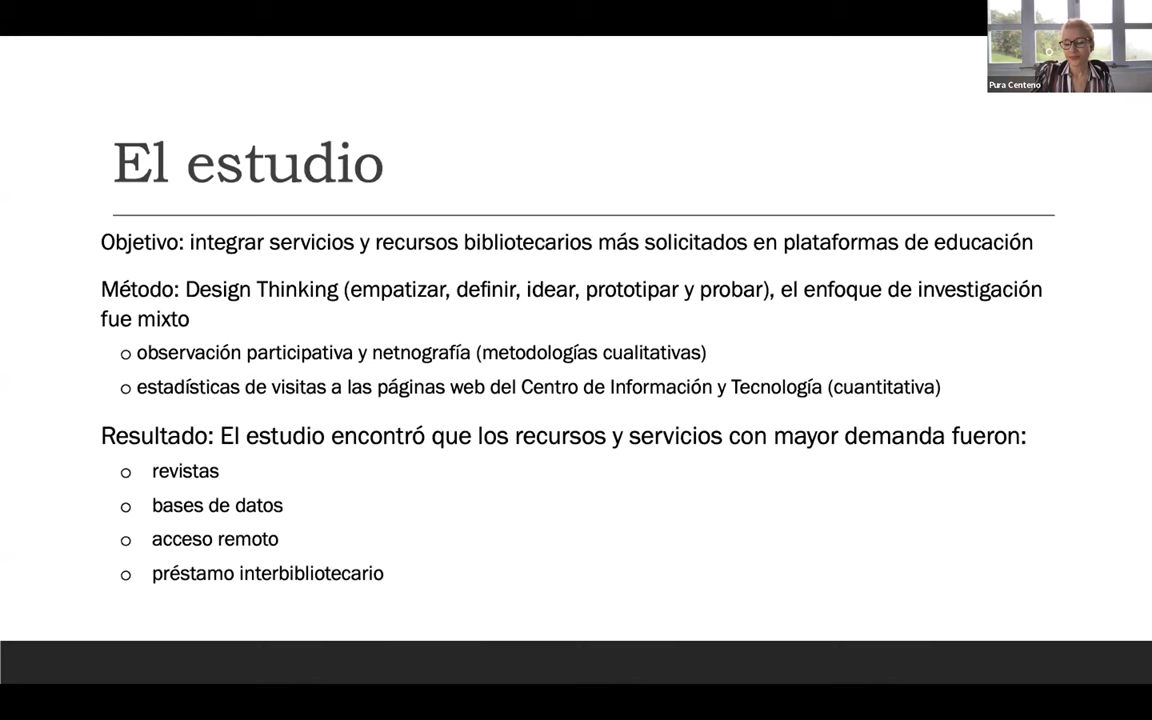 Pura Centeno
El estudio
Objetivo: integrar servicios y recursos bibliotecarios más solicitados en plataformas de educación
Método: Design Thinking (empatizar, definir, idear, prototipar y probar), el enfoque de investigación
fue mixto
o observación participativa y netnografía (metodologías cualitativas)
o estadísticas de visitas a las páginas web del Centro de Información y Tecnología (cuantitativa)
Resultado: El estudio encontró que los recursos y servicios con mayor demanda fueron:
o revistas
o bases de datos
o acceso remoto
o préstamo interbibliotecario